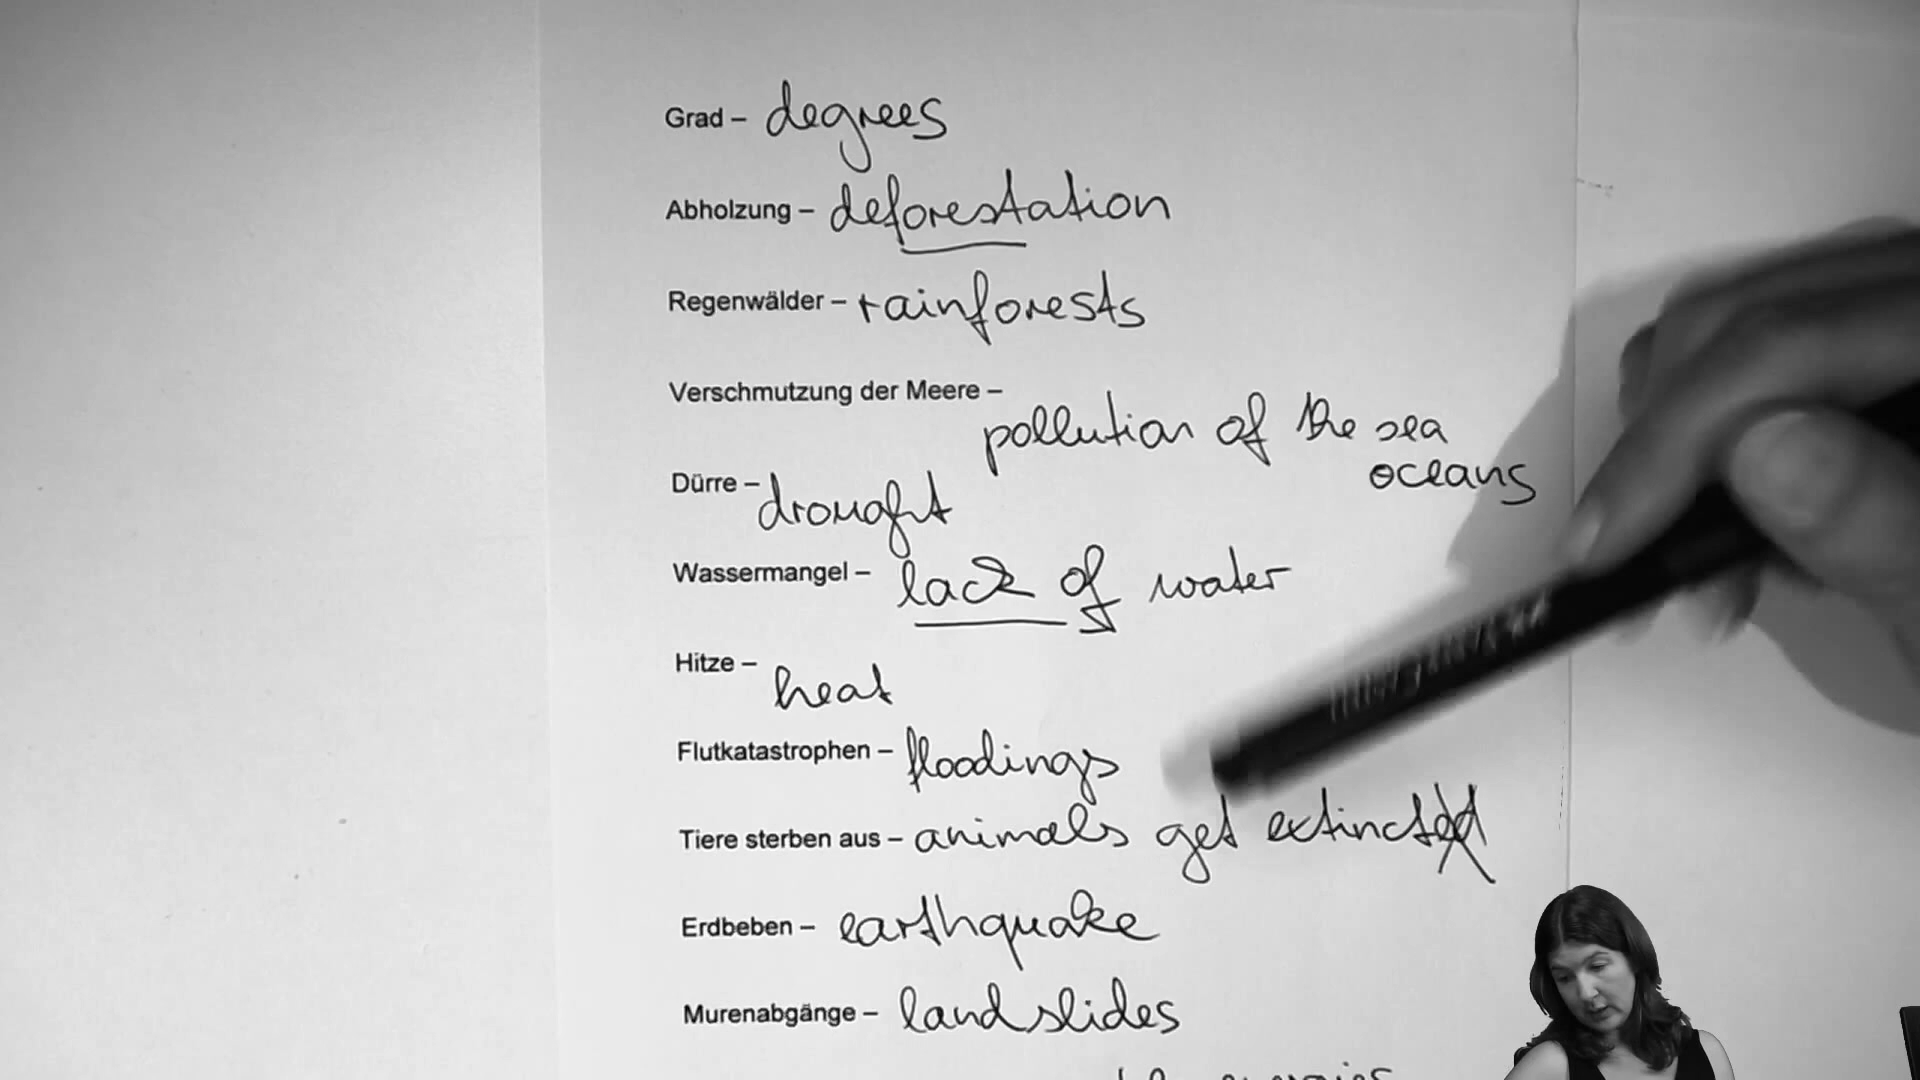 Grad – degrees
Abholzung – deforestation
Regenwälder – rainforests
Verschmutzung der Meere –
pollution of the sea
oceans
Dürre – drought
Wassermangel – lack of water
Hitze – heat
Flutkatastrophen – floodings
Tiere sterben aus – animals get extinct
Erdbeben – earthquake
Murenabgänge – landslides
energies